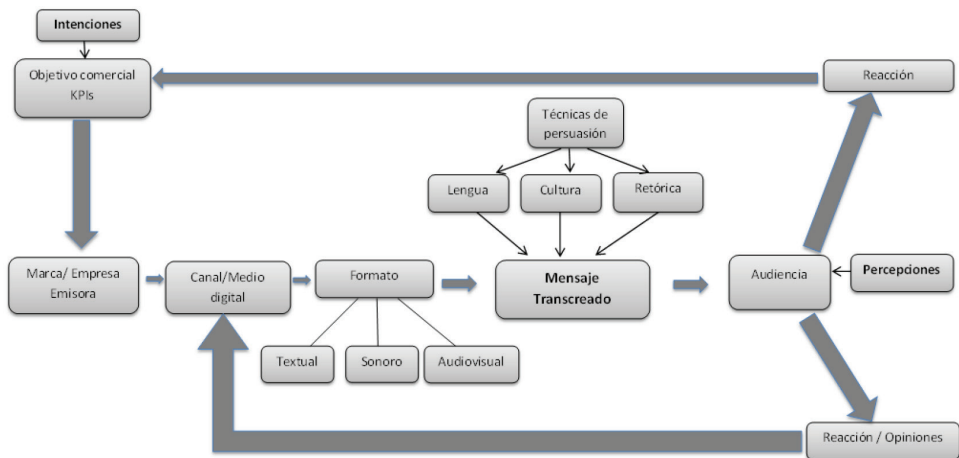 Intenciones
Objetivo comercial
KPIs
Reacción
Técnicas de
persuasión
Lengua
Cultura
Retórica
Marca/ Empresa
Emisora
Canal/Medio
digital
Formato
Mensaje
Transcreado
Audiencia
Percepciones
Textual
Sonoro
Audiovisual
Reacción / Opiniones